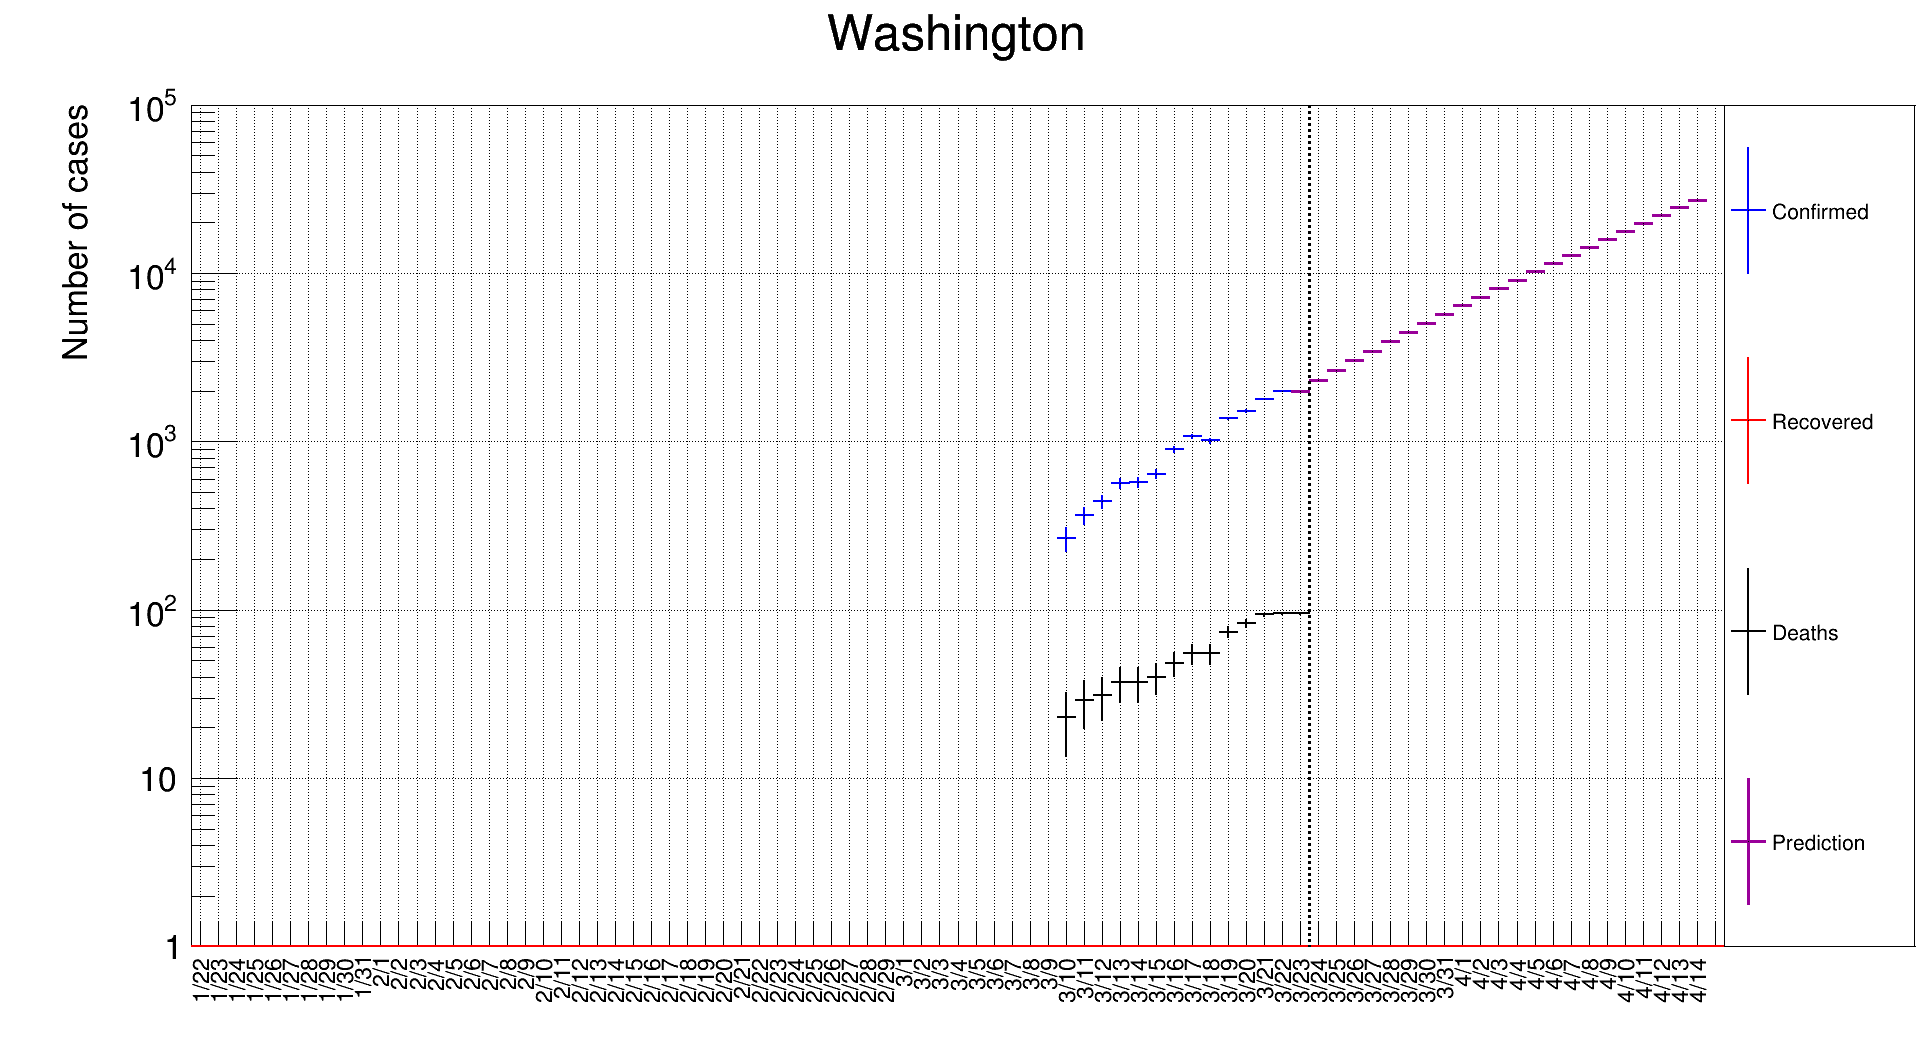 Washington
Number of cases
10^5
10^4
10^3
10^2
10
1
1/22 1/23 1/24 1/25 1/26 1/27 1/28 1/29 1/30 1/31 2/1 2/2 2/3 2/4 2/5 2/6 2/7 2/8 2/9 2/10 2/11 2/12 2/13 2/14 2/15 2/16 2/17 2/18 2/19 2/20 2/21 2/22 2/23 2/24 2/25 2/26 2/27 2/28 2/29 3/1 3/2 3/3 3/4 3/5 3/6 3/7 3/8 3/9 3/10 3/11 3/12 3/13 3/14 3/15 3/16 3/17 3/18 3/19 3/20 3/21 3/22 3/23 3/24 3/25 3/26 3/27 3/28 3/29 3/30 3/31 4/1 4/2 4/3 4/4 4/5 4/6 4/7 4/8 4/9 4/10 4/11 4/12 4/13 4/14
Confirmed
Recovered
Deaths
Prediction